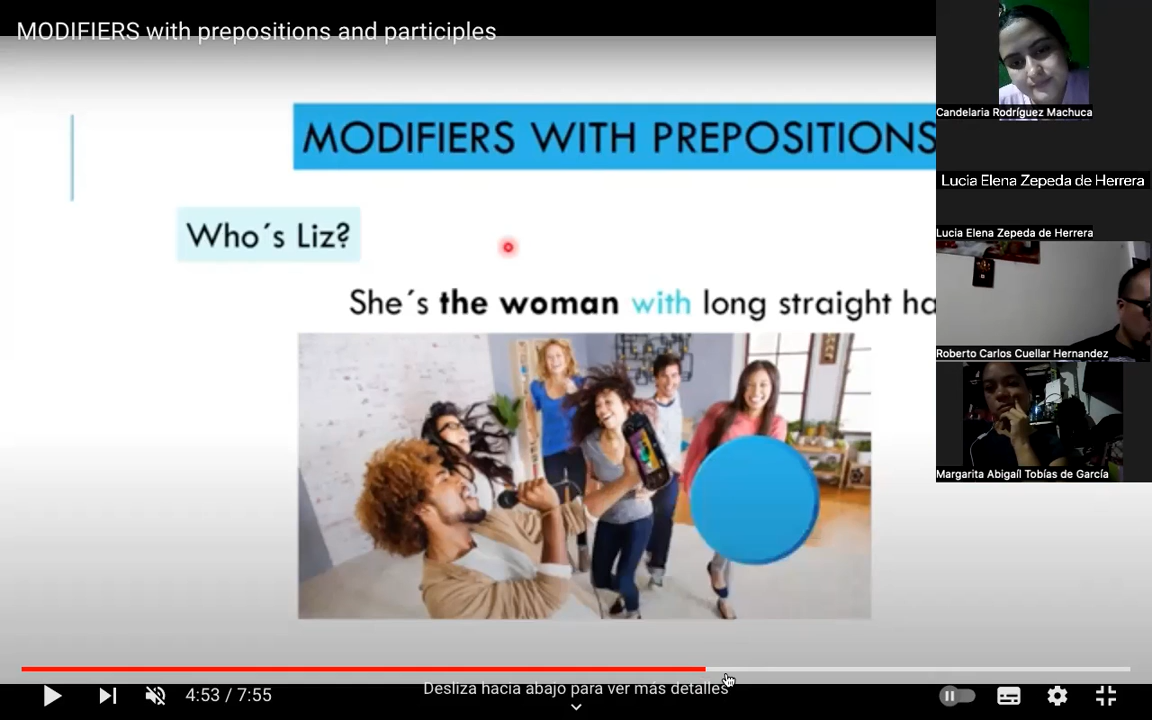 MODIFIERS with prepositions and participles
MODIFIERS WITH PREPOSITIONS
Who´s Liz?
She´s the woman with long straight ha
Candelaria Rodríguez Machuca
Lucia Elena Zepeda de Herrera
Lucia Elena Zepeda de Herrera
Roberto Carlos Cuellar Hernandez
Margarita Abigaíl Tobías de García
4:53 / 7:55
Desliza hacia abajo para ver más detalles